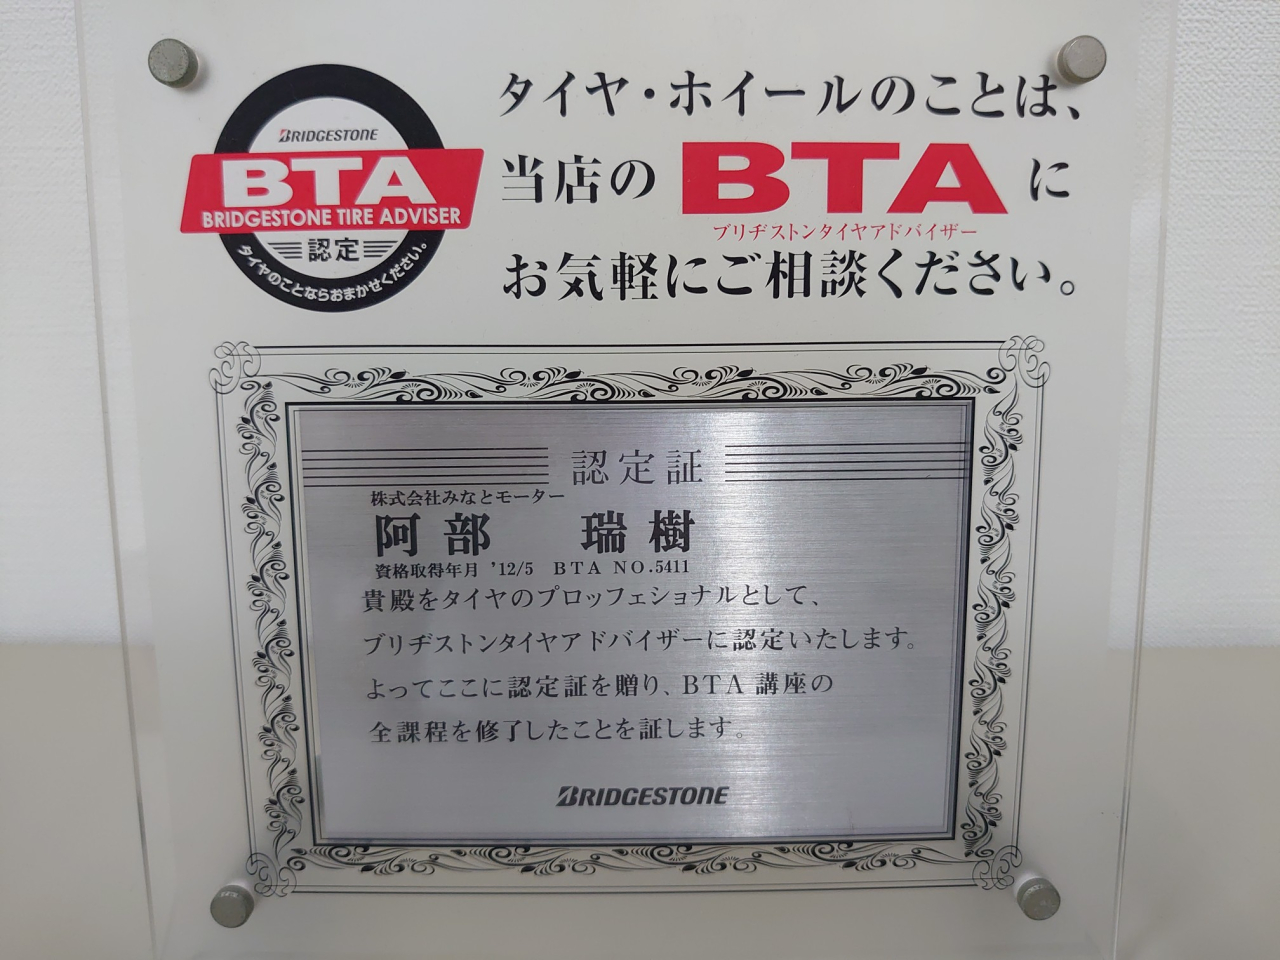 BRIDGESTONE
BTA
BRIDGESTONE TIRE ADVISER
認定
タイヤのことならおまかせください。
タイヤ・ホイールのことは、
当店の BTA に
ブリヂストンタイヤアドバイザー
お気軽にご相談ください。
認定証
株式会社みなとモーター
阿部 瑞樹
資格取得年月 '12/5 BTA NO.5411
貴殿をタイヤのプロッフェショナルとして、
ブリヂストンタイヤアドバイザーに認定いたします。
よってここに認定証を贈り、BTA 講座の
全課程を修了したことを証します。
BRIDGESTONE